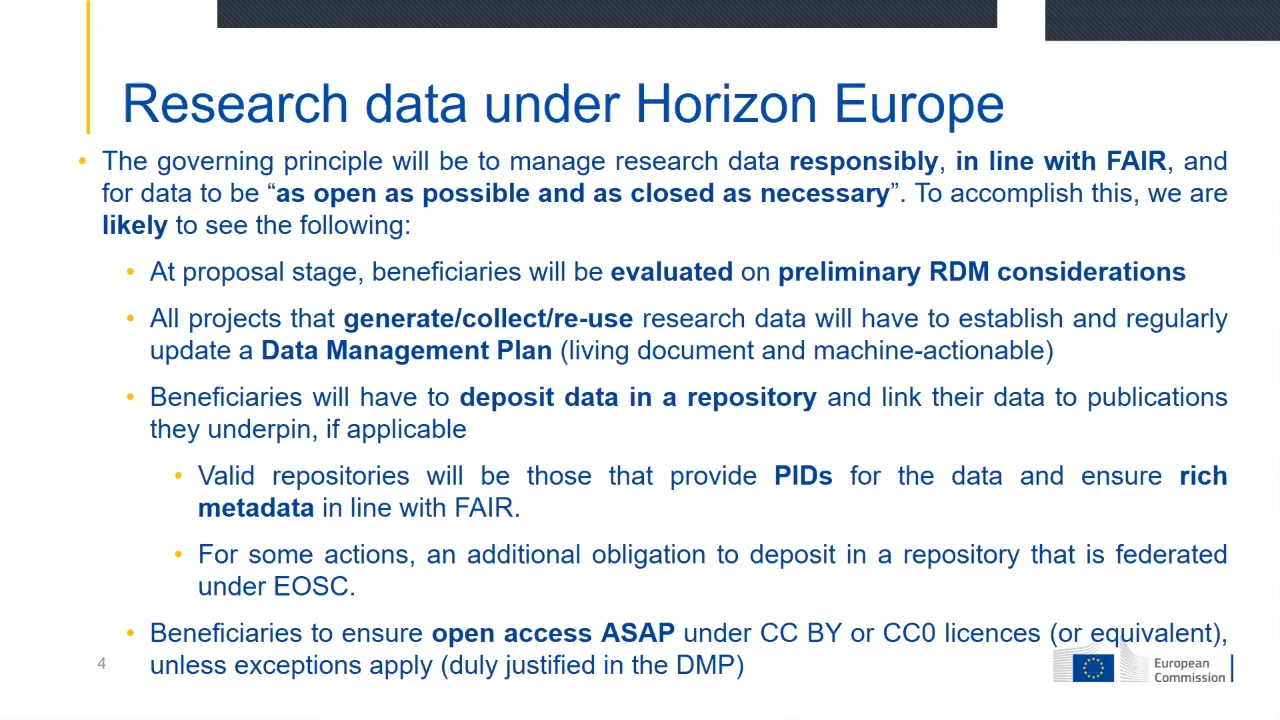 Research data under Horizon Europe
• The governing principle will be to manage research data responsibly, in line with FAIR, and
for data to be “as open as possible and as closed as necessary”. To accomplish this, we are
likely to see the following:
• At proposal stage, beneficiaries will be evaluated on preliminary RDM considerations
• All projects that generate/collect/re-use research data will have to establish and regularly
update a Data Management Plan (living document and machine-actionable)
• Beneficiaries will have to deposit data in a repository and link their data to publications
they underpin, if applicable
• Valid repositories will be those that provide PIDs for the data and ensure rich
metadata in line with FAIR.
• For some actions, an additional obligation to deposit in a repository that is federated
under EOSC.
• Beneficiaries to ensure open access ASAP under CC BY or CC0 licences (or equivalent),
unless exceptions apply (duly justified in the DMP)
4
European
Commission